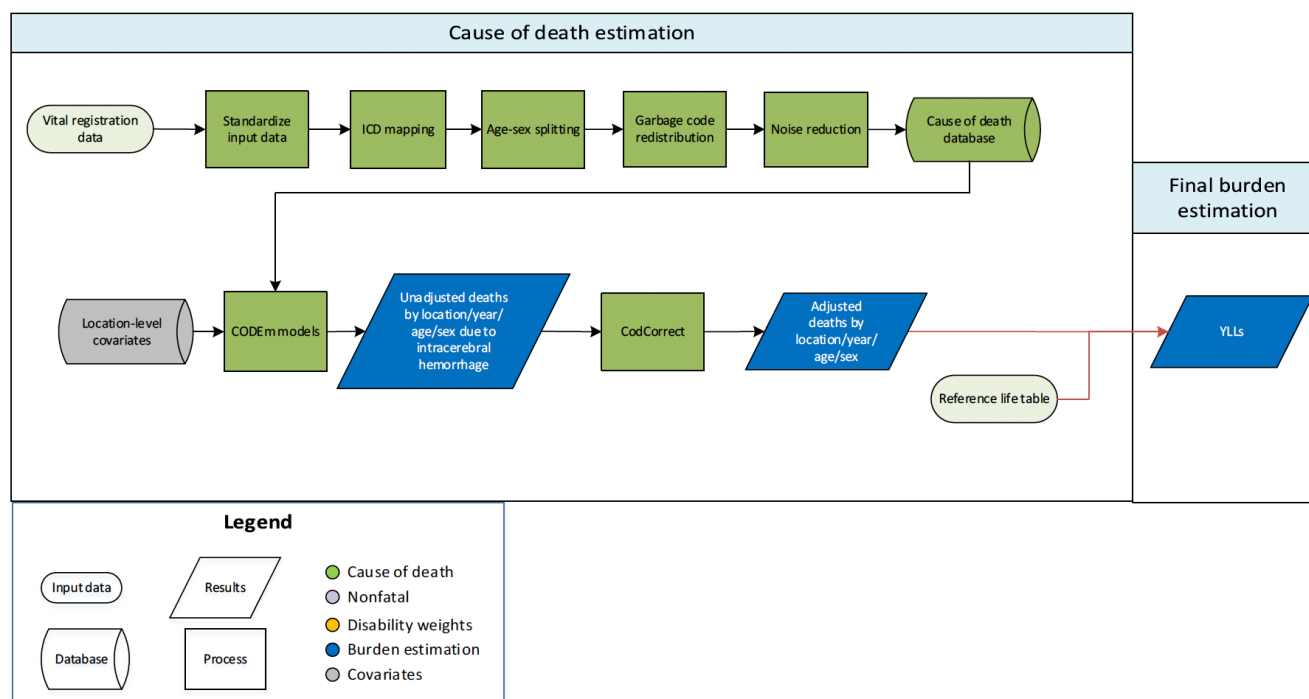 Cause of death estimation
Vital registration
data
Standardize
input data
ICD mapping
Age-sex splitting
Garbage code
redistribution
Noise reduction
Cause of death
database
Final burden
estimation
Location-level
covariates
CODEm models
Unadjusted deaths
by location/year/
age/sex due to
intracerebral
hemorrhage
CodCorrect
Adjusted
deaths by
location/year/
age/sex
YLLs
Reference life table
Legend
Input data
Results
Database
Process
Cause of death
Nonfatal
Disability weights
Burden estimation
Covariates